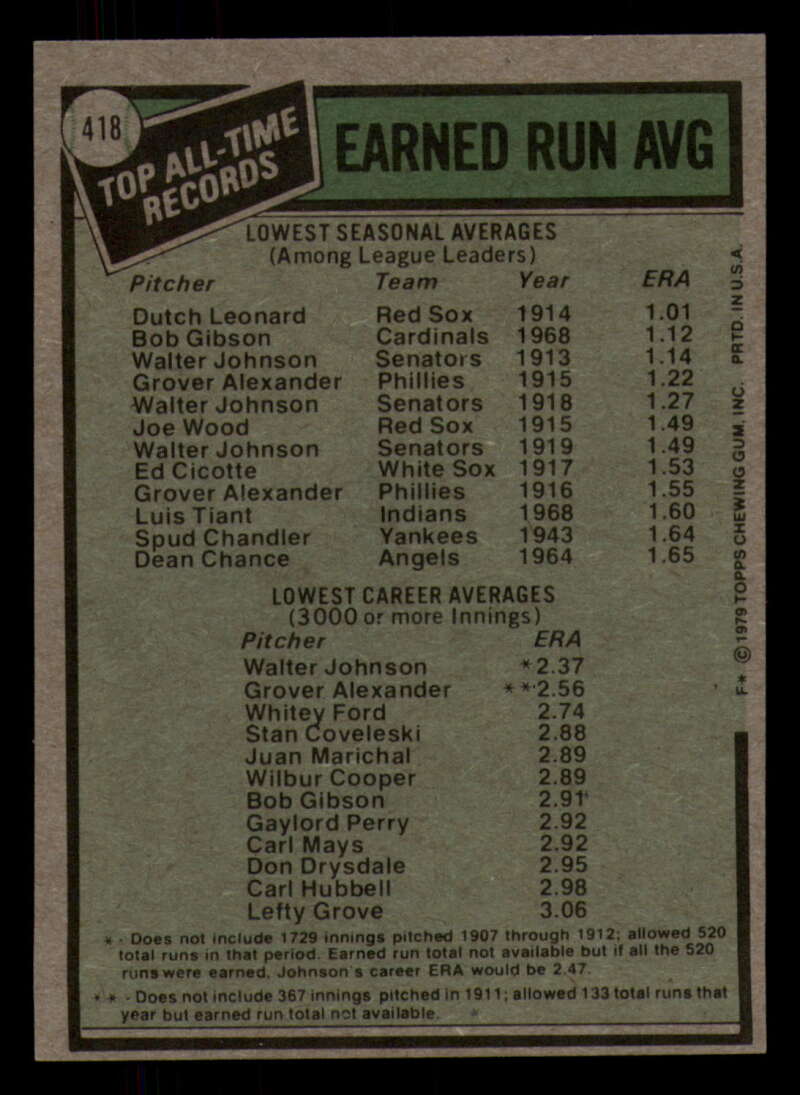 418
TOP ALL-TIME
RECORDS
EARNED RUN AVG
LOWEST SEASONAL AVERAGES
(Among League Leaders)
Pitcher Team Year ERA
Dutch Leonard Red Sox 1914 1.01
Bob Gibson Cardinals 1968 1.12
Walter Johnson Senators 1913 1.14
Grover Alexander Phillies 1915 1.22
Walter Johnson Senators 1918 1.27
Joe Wood Red Sox 1915 1.49
Walter Johnson Senators 1919 1.49
Ed Cicotte White Sox 1917 1.53
Grover Alexander Phillies 1916 1.55
Luis Tiant Indians 1968 1.60
Spud Chandler Yankees 1943 1.64
Dean Chance Angels 1964 1.65
LOWEST CAREER AVERAGES
(3000 or more Innings)
Pitcher ERA
Walter Johnson *2.37
Grover Alexander **2.56
Whitey Ford 2.74
Stan Coveleski 2.88
Juan Marichal 2.89
Wilbur Cooper 2.89
Bob Gibson 2.91
Gaylord Perry 2.92
Carl Mays 2.92
Don Drysdale 2.95
Carl Hubbell 2.98
Lefty Grove 3.06
* - Does not include 1729 innings pitched 1907 through 1912; allowed 520
total runs in that period. Earned run total not available but if all the 520
runs were earned, Johnson's career ERA would be 2.47.
* * - Does not include 367 innings pitched in 1911; allowed 133 total runs that
year but earned run total not available.
F* © 1979 TOPPS CHEWING GUM, INC. PRTD. IN U.S.A.